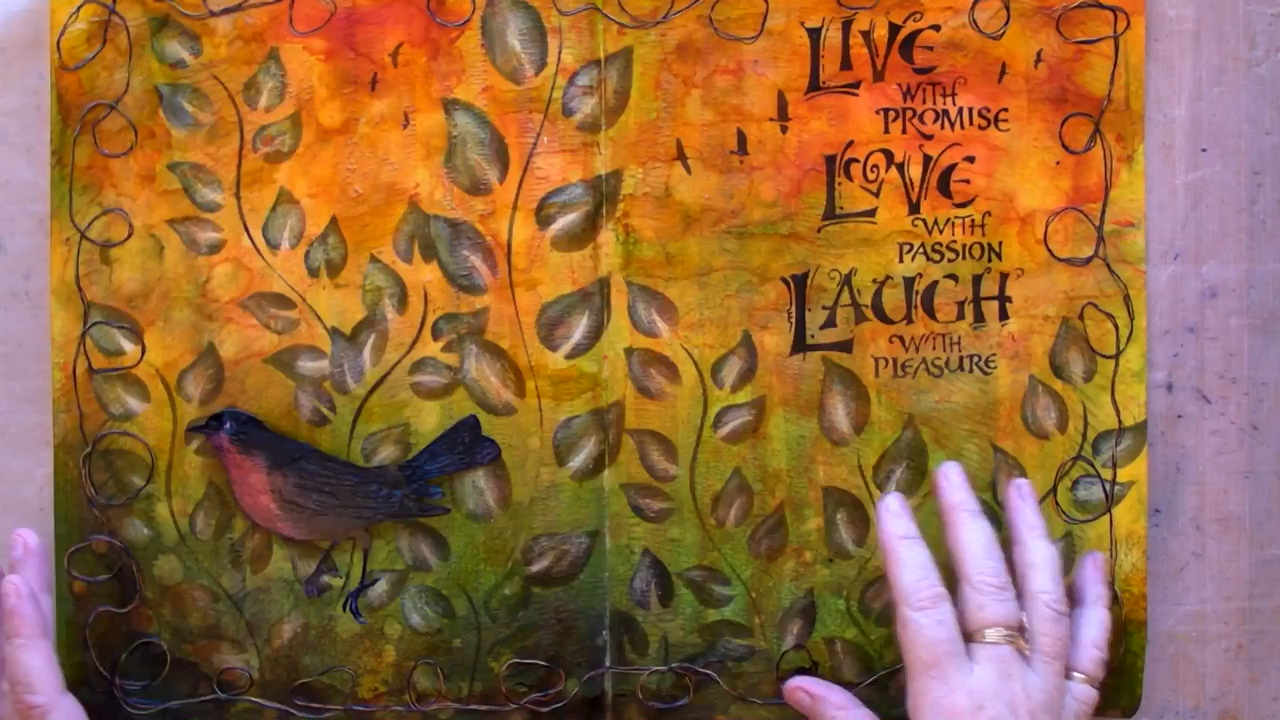 LIVE
WITH
PROMISE
LOVE
WITH
PASSION
LAUGH
WITH
PLEASURE